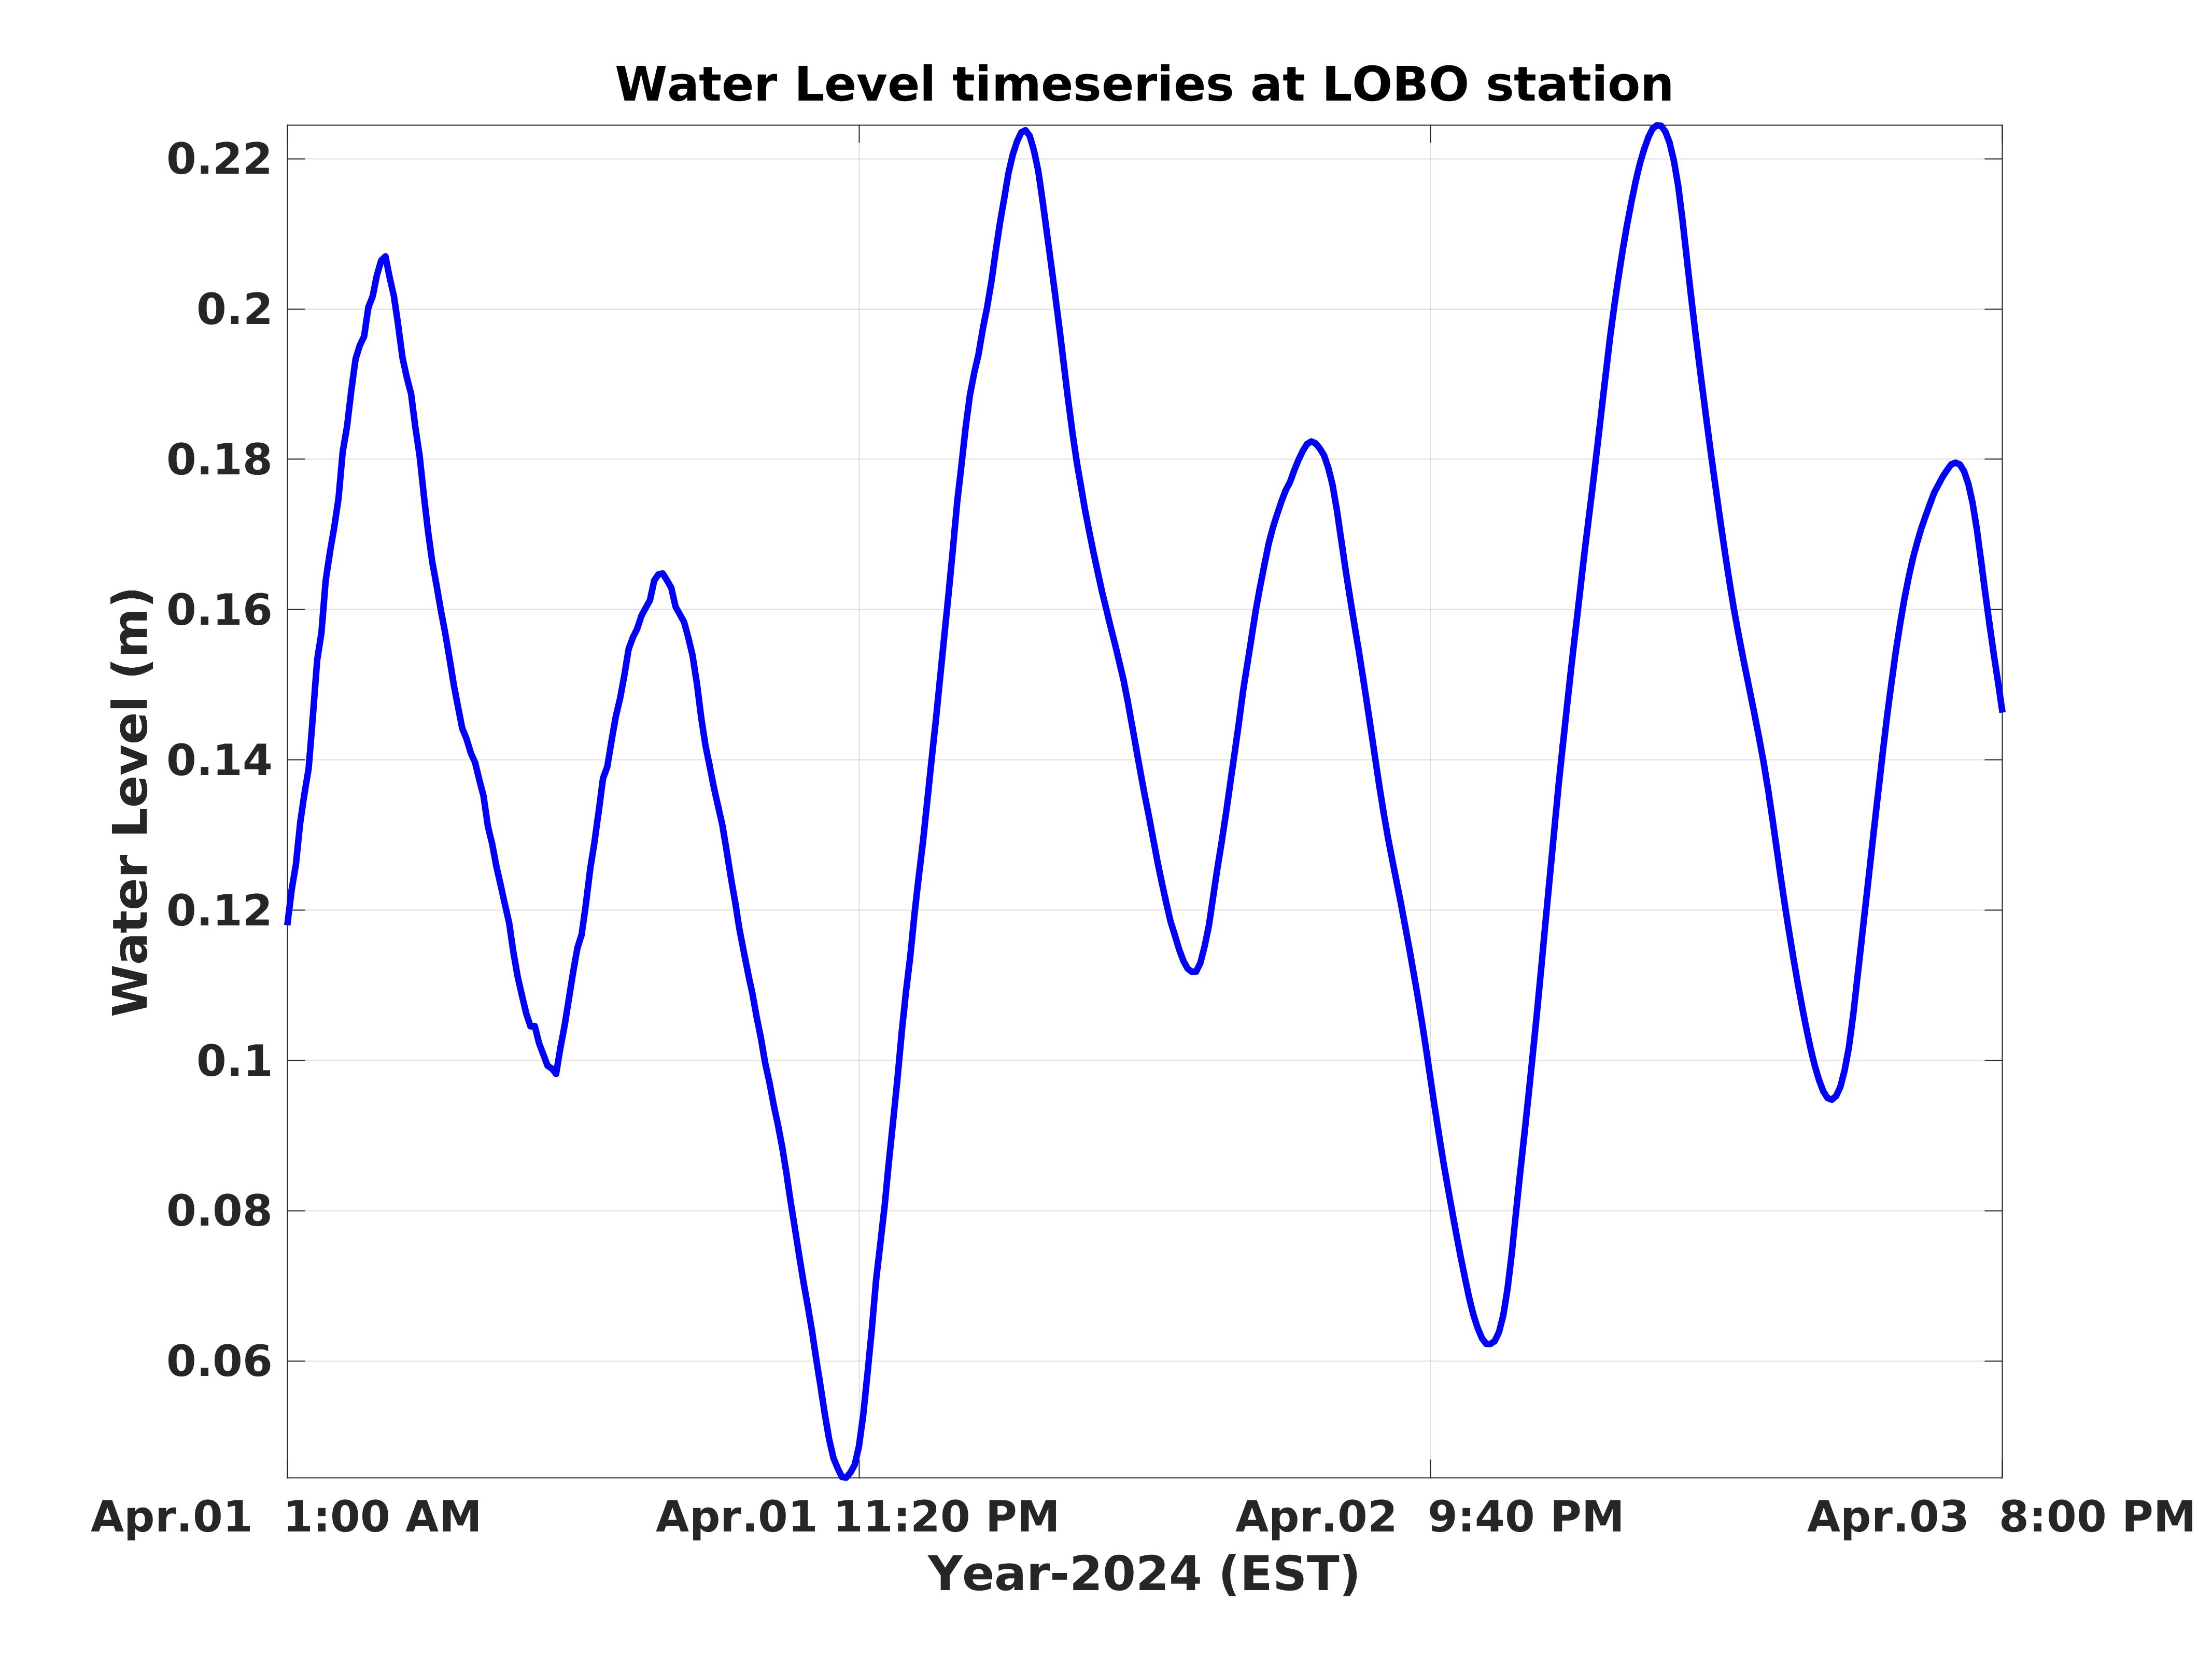 Water Level timeseries at LOBO station
Water Level (m)
0.22
0.2
0.18
0.16
0.14
0.12
0.1
0.08
0.06
Apr.01  1:00 AM
Apr.01 11:20 PM
Apr.02  9:40 PM
Apr.03  8:00 PM
Year-2024 (EST)